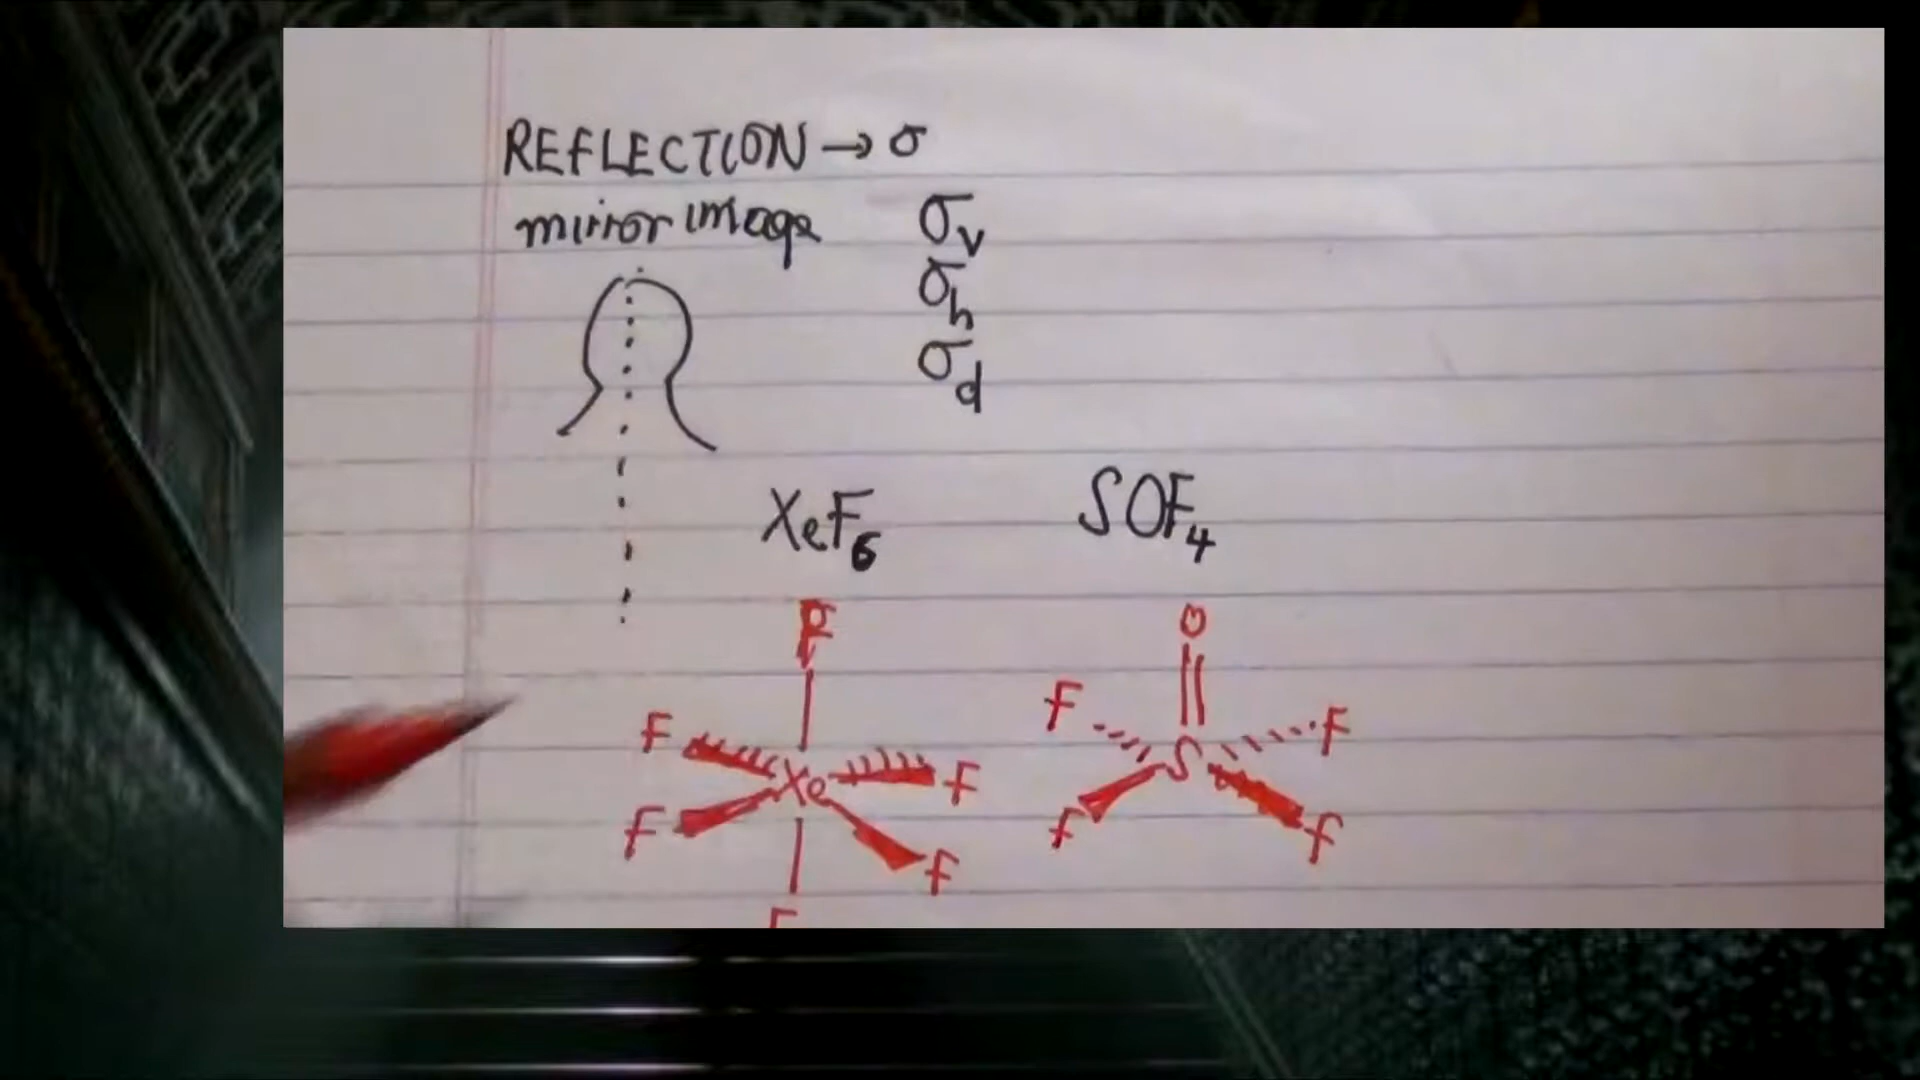 REFLECTION → σ
mirror image
σv
σh
σd
XeF6 SOF4
F O
F F F
Xe F S
F F F F
F